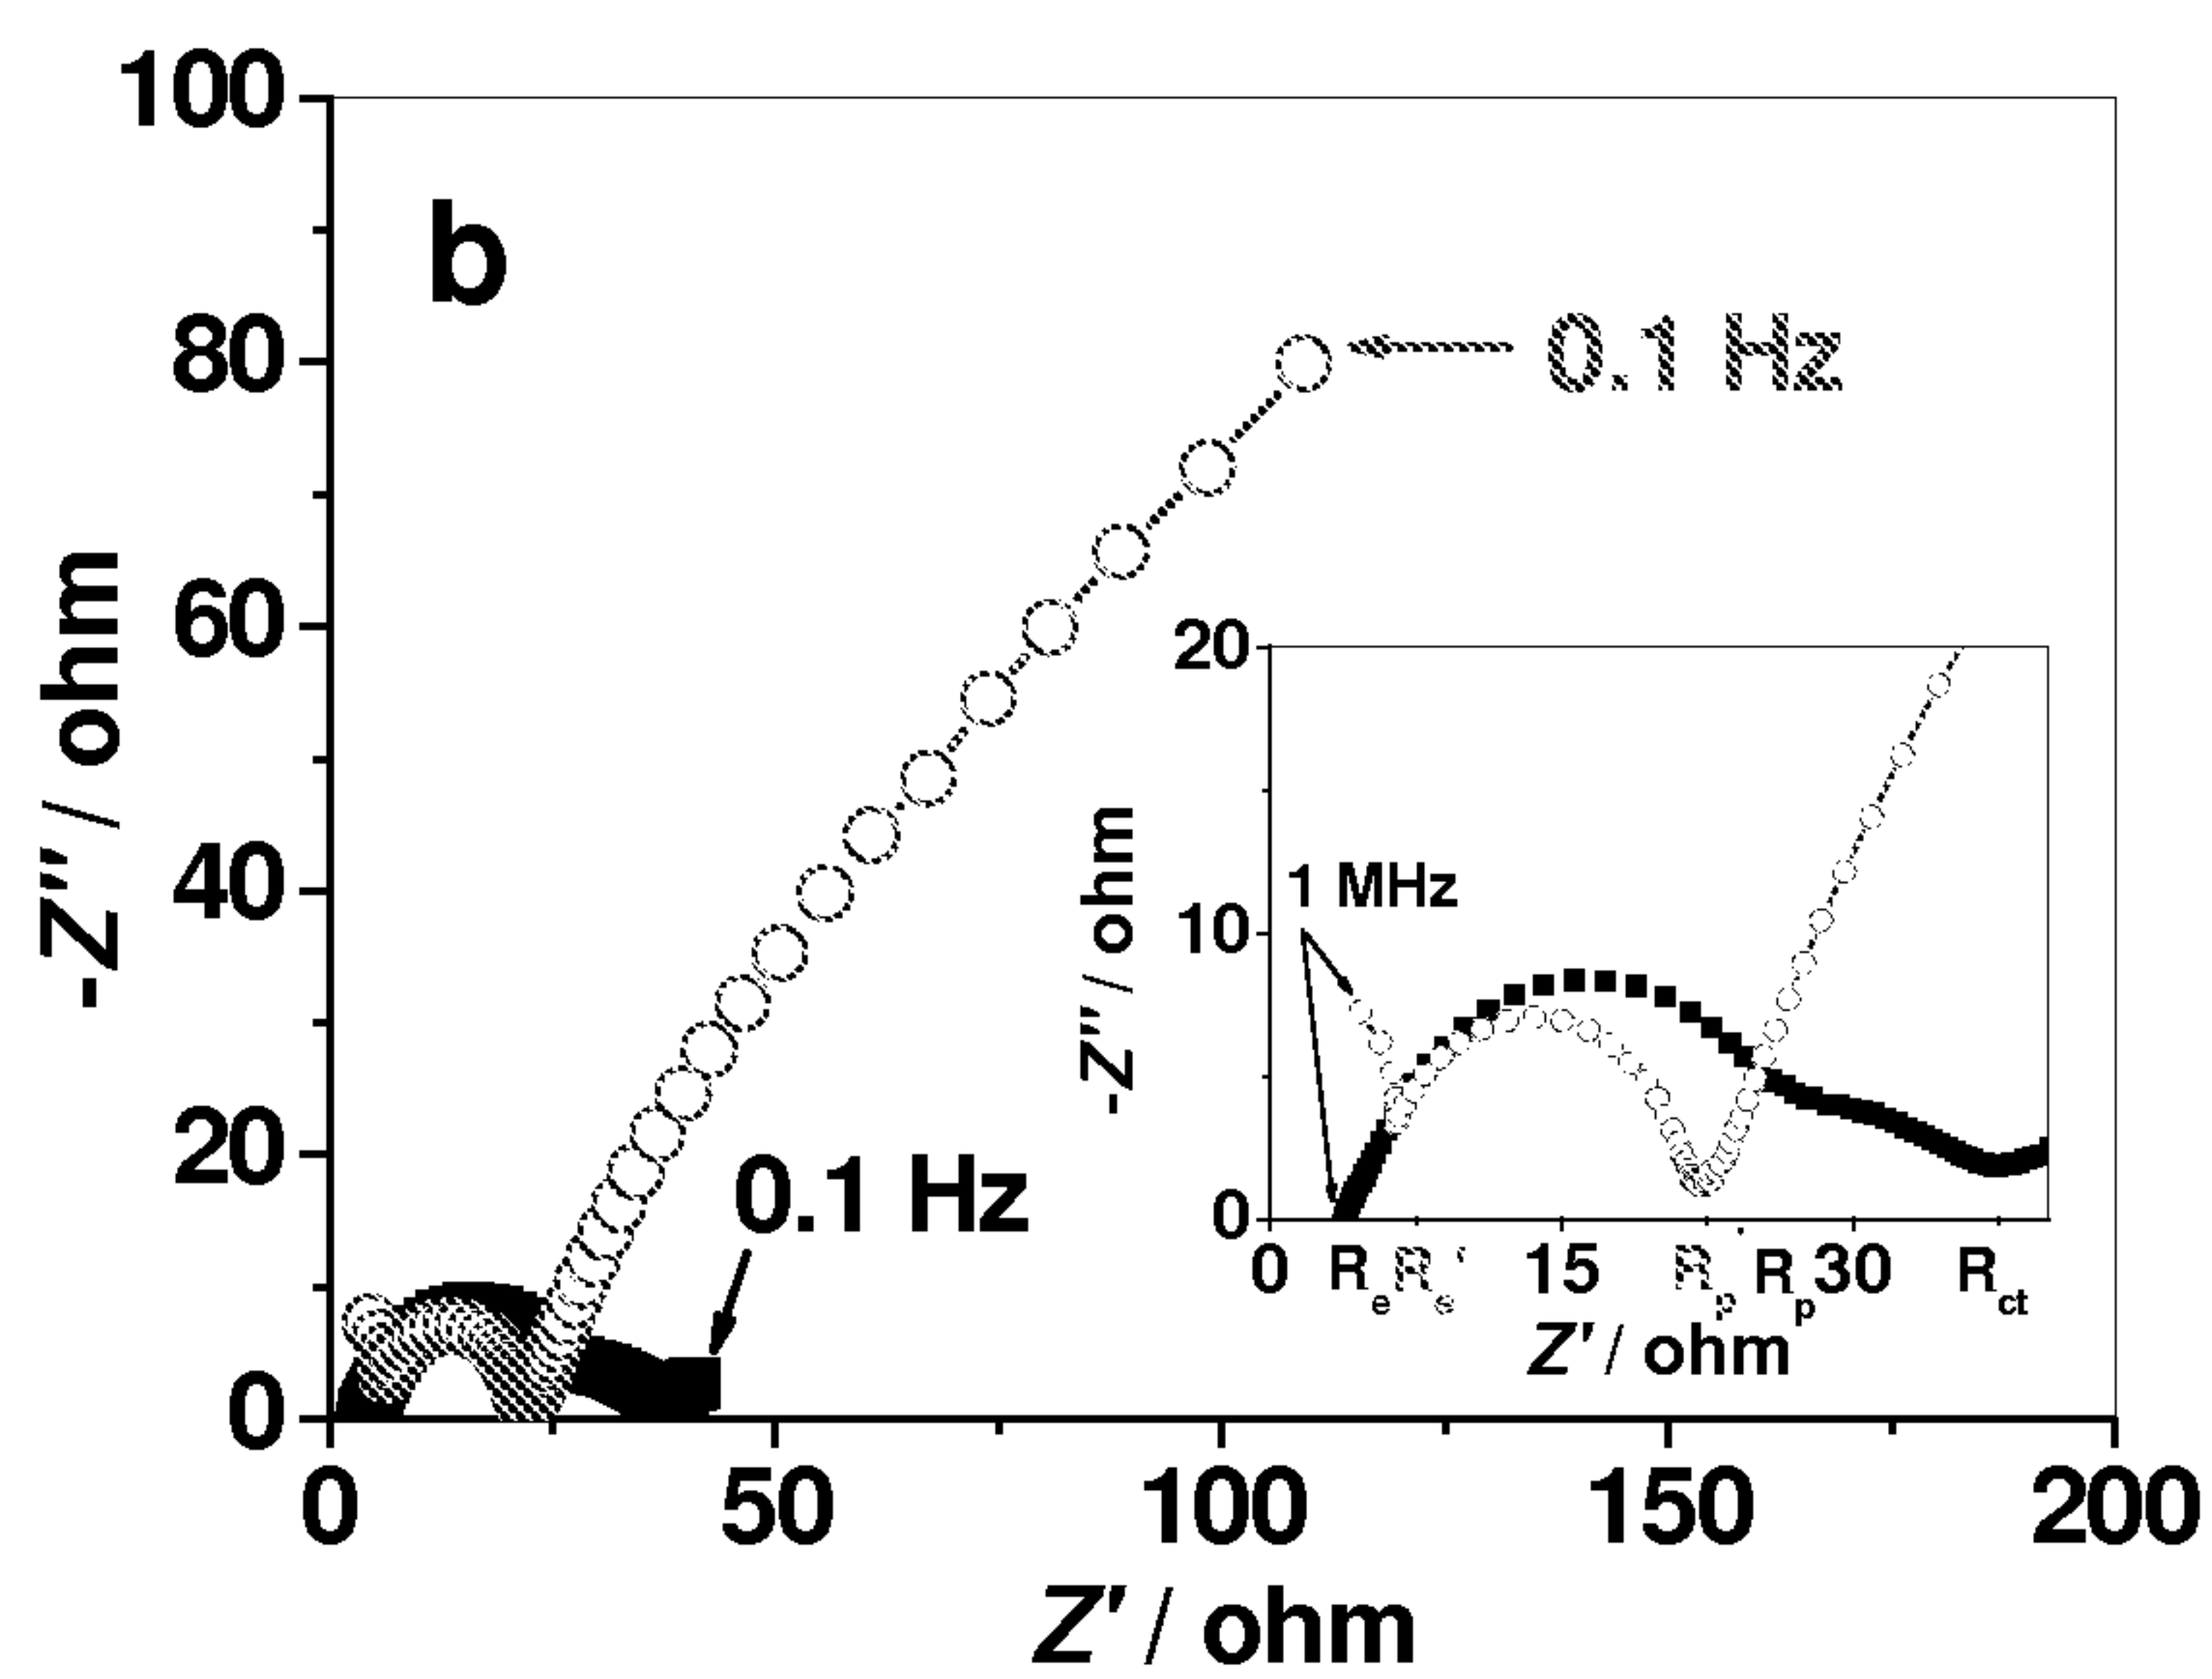 100
b
80
0.1 Hz
60
20
-Z″ / ohm
40
1 MHz
10
-Z″ / ohm
20
0.1 Hz
0
0 Re Re′ 15 Rp′ Rp 30 Rct
Z′ / ohm
0
0 50 100 150 200
Z′ / ohm